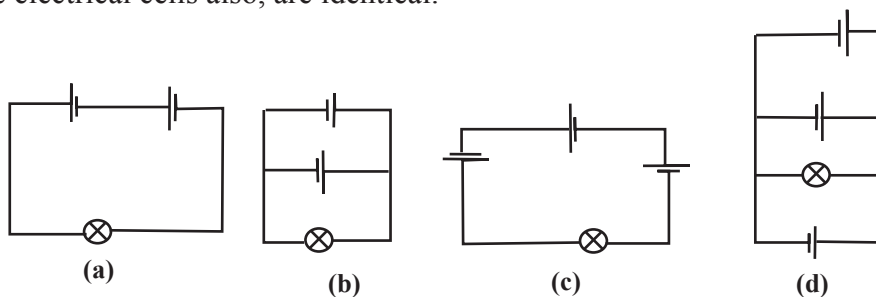 electrical cells also, are identical.
(a)
(b)
(c)
(d)